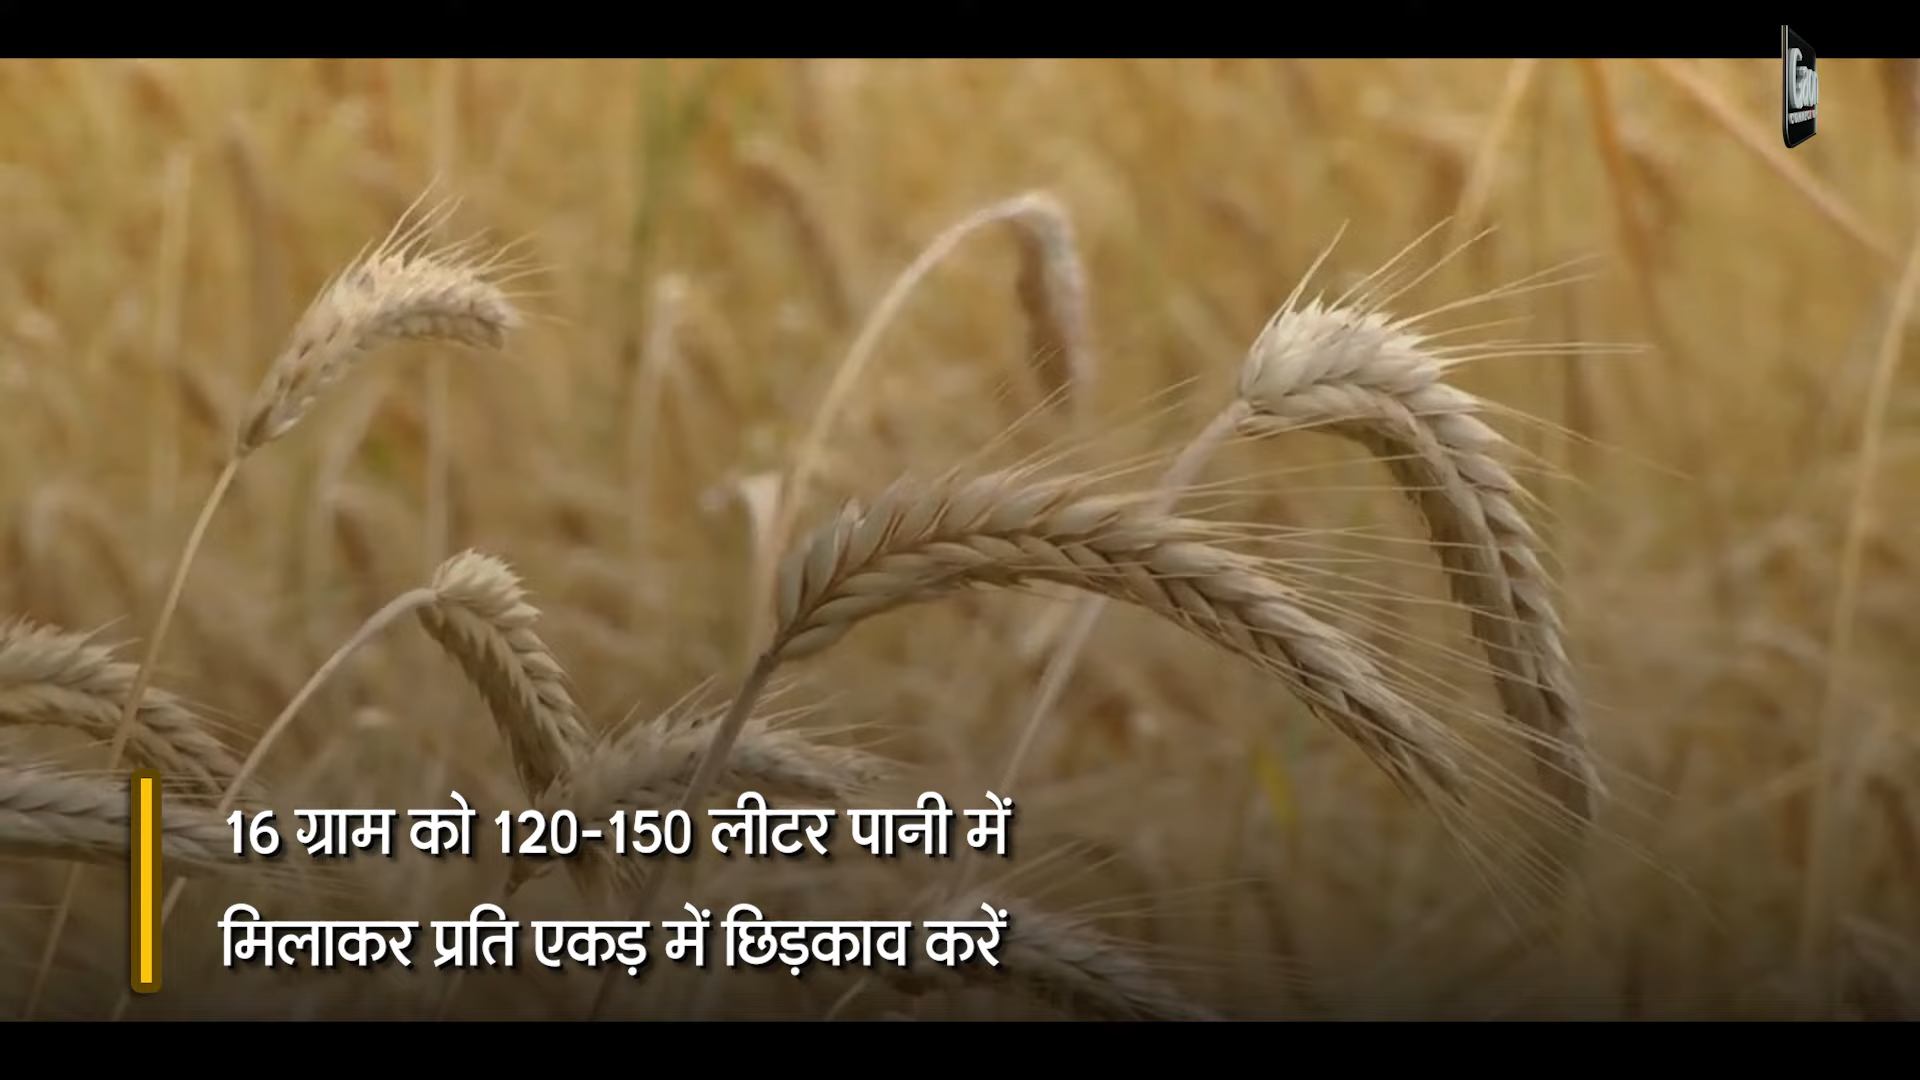 16 ग्राम को 120-150 लीटर पानी में
मिलाकर प्रति एकड़ में छिड़काव करें